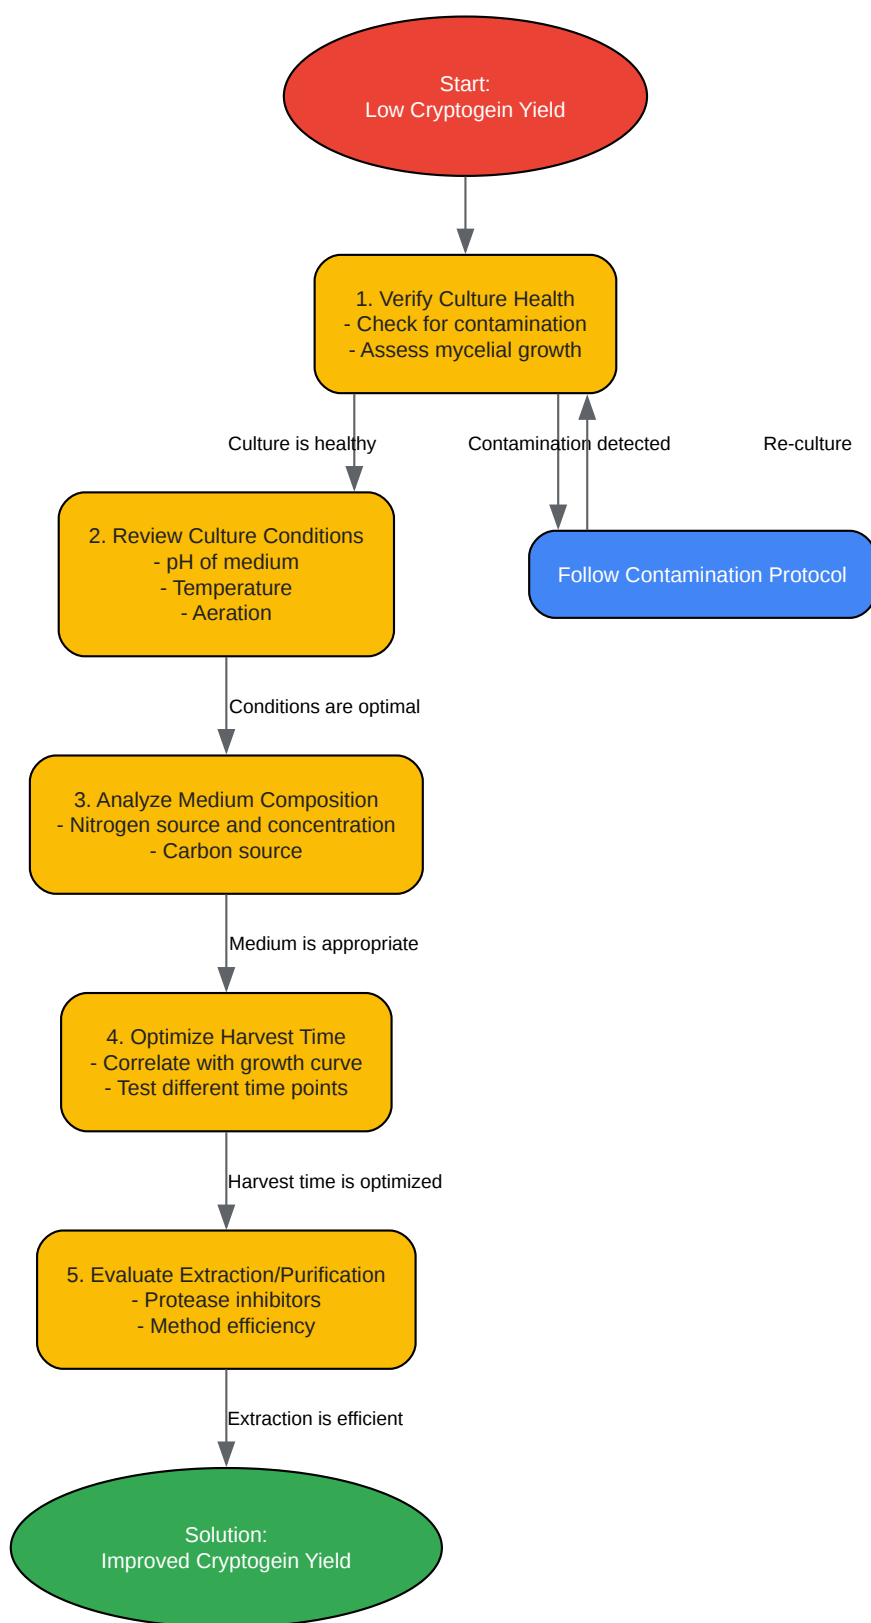 Start:
Low Cryptogein Yield
1. Verify Culture Health
- Check for contamination
- Assess mycelial growth
Culture is healthy
Contamination detected
Re-culture
2. Review Culture Conditions
- pH of medium
- Temperature
- Aeration
Follow Contamination Protocol
Conditions are optimal
3. Analyze Medium Composition
- Nitrogen source and concentration
- Carbon source
Medium is appropriate
4. Optimize Harvest Time
- Correlate with growth curve
- Test different time points
Harvest time is optimized
5. Evaluate Extraction/Purification
- Protease inhibitors
- Method efficiency
Extraction is efficient
Solution:
Improved Cryptogein Yield